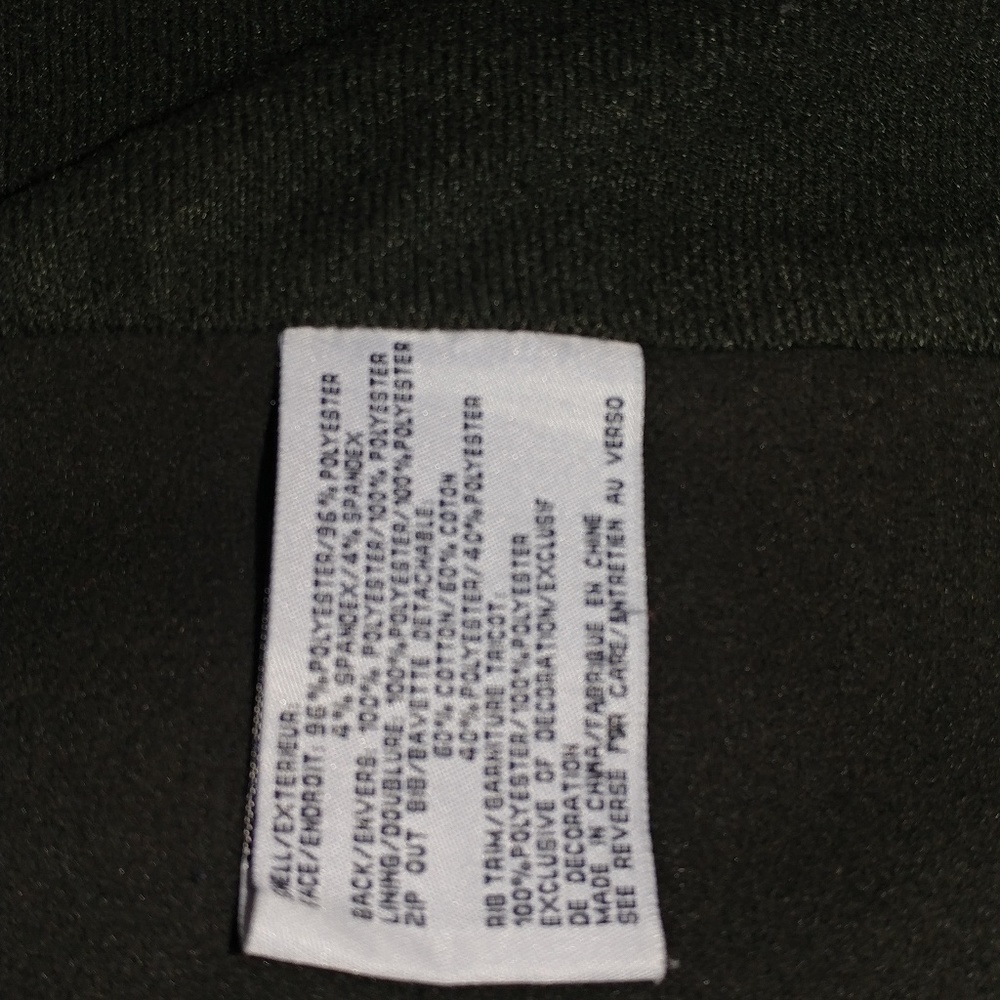 SHELL/EXTERIEUR:
FACE/ENDROIT: 96%POLYESTER/96%POLYESTER
4%SPANDEX/4%SPANDEX
BACK/ENVERS: 100% POLYESTER/100% POLYESTER
LINING/DOUBLURE: 100%POLYESTER/100%POLYESTER
ZIP OUT BIB/BAVETTE DETACHABLE:
60% COTTON/60% COTON
40%POLYESTER/40%POLYESTER
RIB TRIM/GARNITURE TRICOT:
100%POLYESTER/100%POLYESTER
EXCLUSIVE OF DECORATION/EXCLUSIF
DE DECORATION
MADE IN CHINA/FABRIQUE EN CHINE
SEE REVERSE FOR CARE/ENTRETIEN AU VERSO